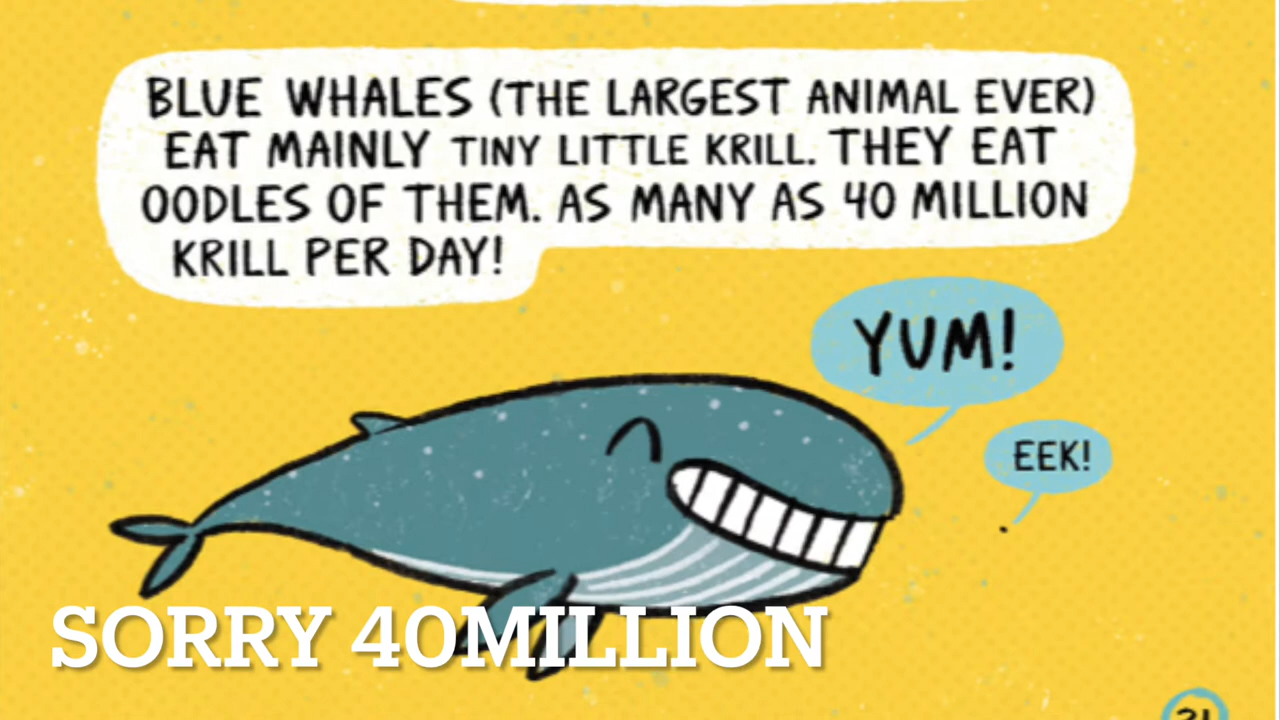 BLUE WHALES (THE LARGEST ANIMAL EVER)
EAT MAINLY TINY LITTLE KRILL. THEY EAT
OODLES OF THEM. AS MANY AS 40 MILLION
KRILL PER DAY!
YUM!
EEK!
SORRY 40MILLION